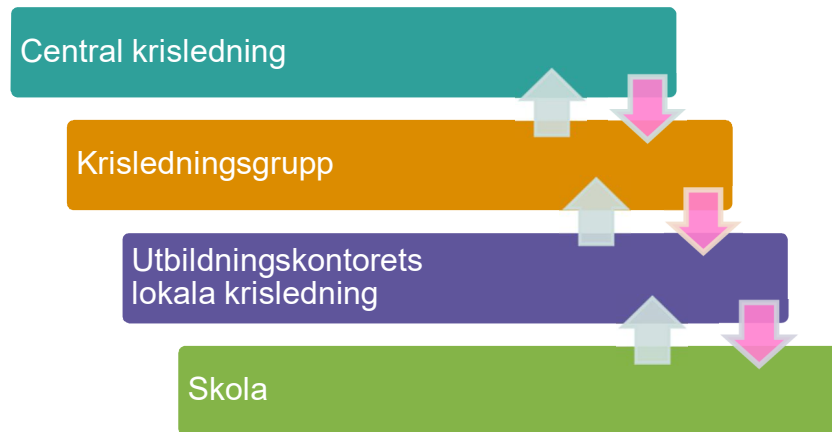 Central krisledning
Krisledningsgrupp
Utbildningskontorets
lokala krisledning
Skola